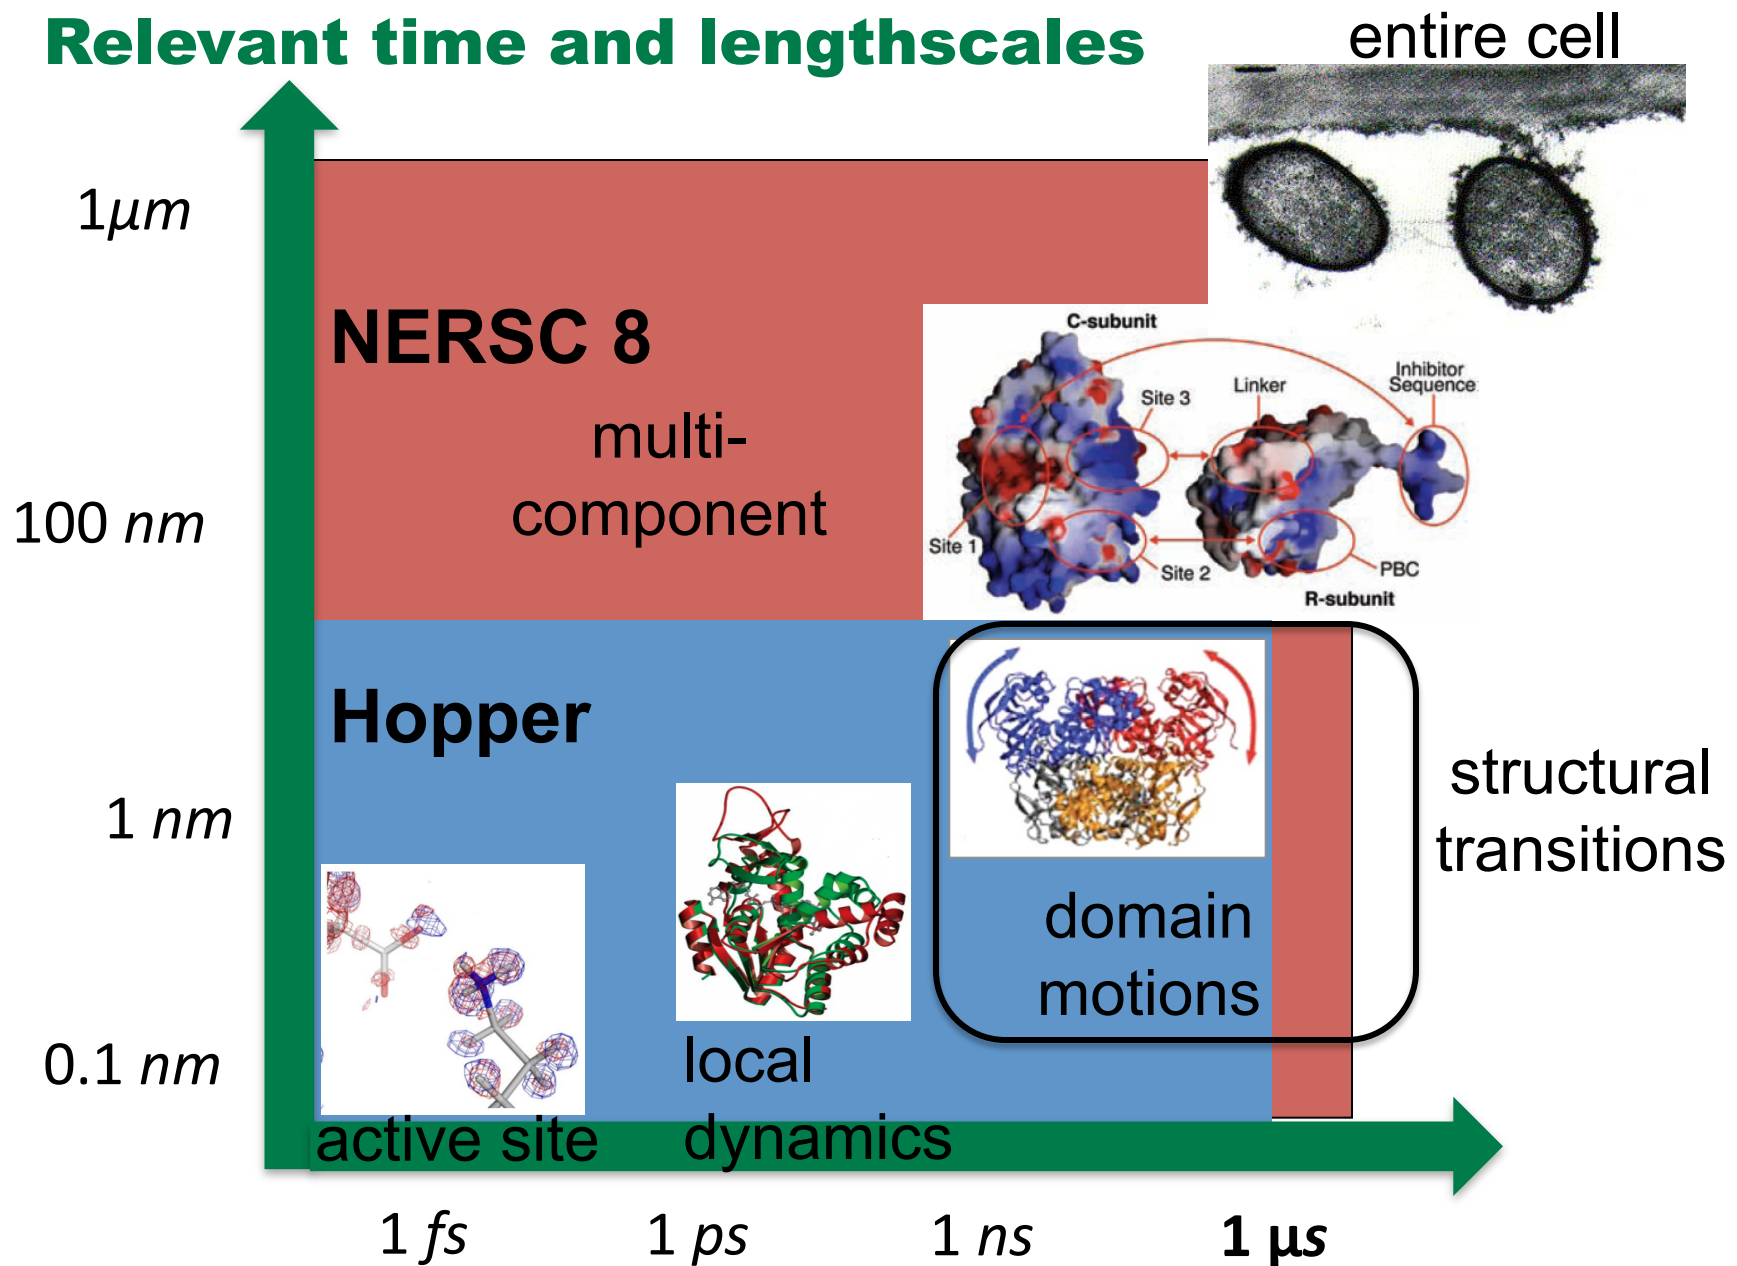 Relevant time and lengthscales
entire cell
1μm
NERSC 8
multi-
component
100 nm
C-subunit
Site 3
Linker
Inhibitor
Sequence
Site 1
Site 2
PBC
R-subunit
Hopper
1 nm
structural
transitions
domain
motions
0.1 nm
local
dynamics
active site
1 fs
1 ps
1 ns
1 μs